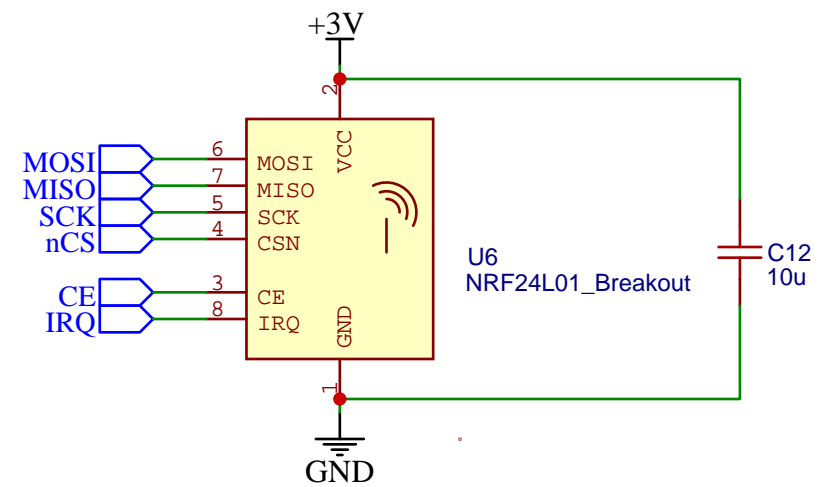 +3V
2
VCC
MOSI 6 MOSI
MISO 7 MISO
SCK 5 SCK
nCS 4 CSN
CE 3 CE
IRQ 8 IRQ
GND
1
GND
U6
NRF24L01_Breakout
C12
10u